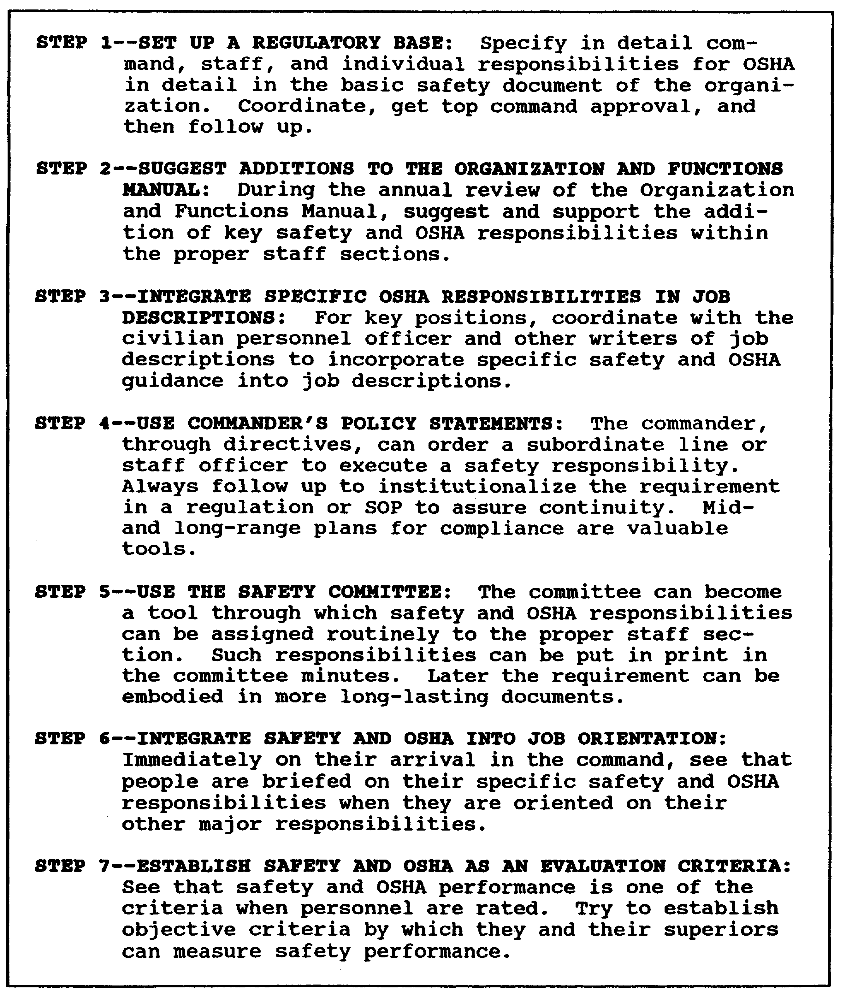 STEP 1--SET UP A REGULATORY BASE:  Specify in detail com-
mand, staff, and individual responsibilities for OSHA
in detail in the basic safety document of the organi-
zation.  Coordinate, get top command approval, and
then follow up.
STEP 2--SUGGEST ADDITIONS TO THE ORGANIZATION AND FUNCTIONS
MANUAL:  During the annual review of the Organization
and Functions Manual, suggest and support the addi-
tion of key safety and OSHA responsibilities within
the proper staff sections.
STEP 3--INTEGRATE SPECIFIC OSHA RESPONSIBILITIES IN JOB
DESCRIPTIONS:  For key positions, coordinate with the
civilian personnel officer and other writers of job
descriptions to incorporate specific safety and OSHA
guidance into job descriptions.
STEP 4--USE COMMANDER'S POLICY STATEMENTS:  The commander,
through directives, can order a subordinate line or
staff officer to execute a safety responsibility.
Always follow up to institutionalize the requirement
in a regulation or SOP to assure continuity.  Mid-
and long-range plans for compliance are valuable
tools.
STEP 5--USE THE SAFETY COMMITTEE:  The committee can become
a tool through which safety and OSHA responsibilities
can be assigned routinely to the proper staff sec-
tion.  Such responsibilities can be put in print in
the committee minutes.  Later the requirement can be
embodied in more long-lasting documents.
STEP 6--INTEGRATE SAFETY AND OSHA INTO JOB ORIENTATION:
Immediately on their arrival in the command, see that
people are briefed on their specific safety and OSHA
responsibilities when they are oriented on their
other major responsibilities.
STEP 7--ESTABLISH SAFETY AND OSHA AS AN EVALUATION CRITERIA:
See that safety and OSHA performance is one of the
criteria when personnel are rated.  Try to establish
objective criteria by which they and their superiors
can measure safety performance.